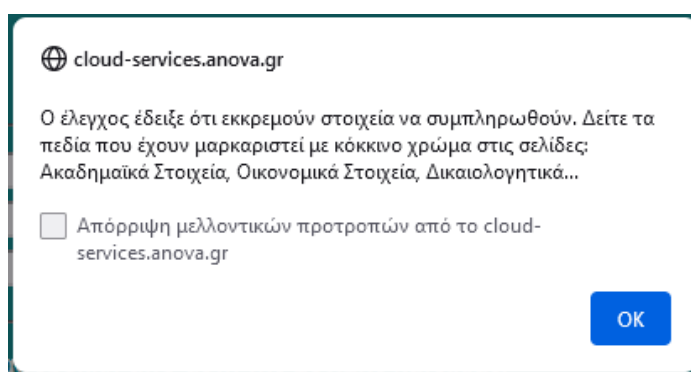 cloud-services.anova.gr
Ο έλεγχος έδειξε ότι εκκρεμούν στοιχεία να συμπληρωθούν. Δείτε τα
πεδία που έχουν μαρκαριστεί με κόκκινο χρώμα στις σελίδες:
Ακαδημαϊκά Στοιχεία, Οικονομικά Στοιχεία, Δικαιολογητικά...
Απόρριψη μελλοντικών προτροπών από το cloud-
services.anova.gr
OK